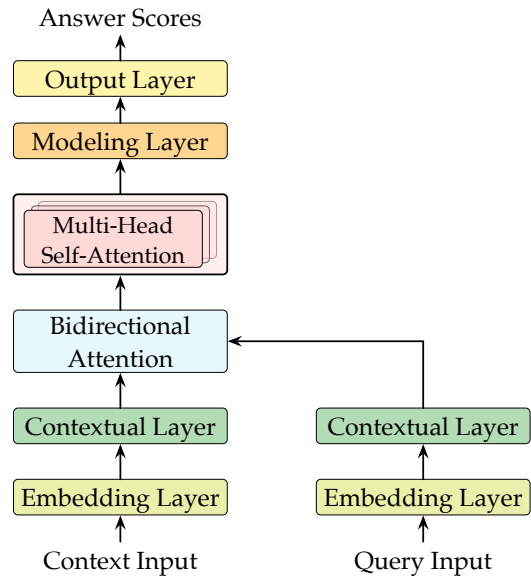 Answer Scores
Output Layer
Modeling Layer
Multi-Head
Self-Attention
Bidirectional
Attention
Contextual Layer
Contextual Layer
Embedding Layer
Embedding Layer
Context Input
Query Input